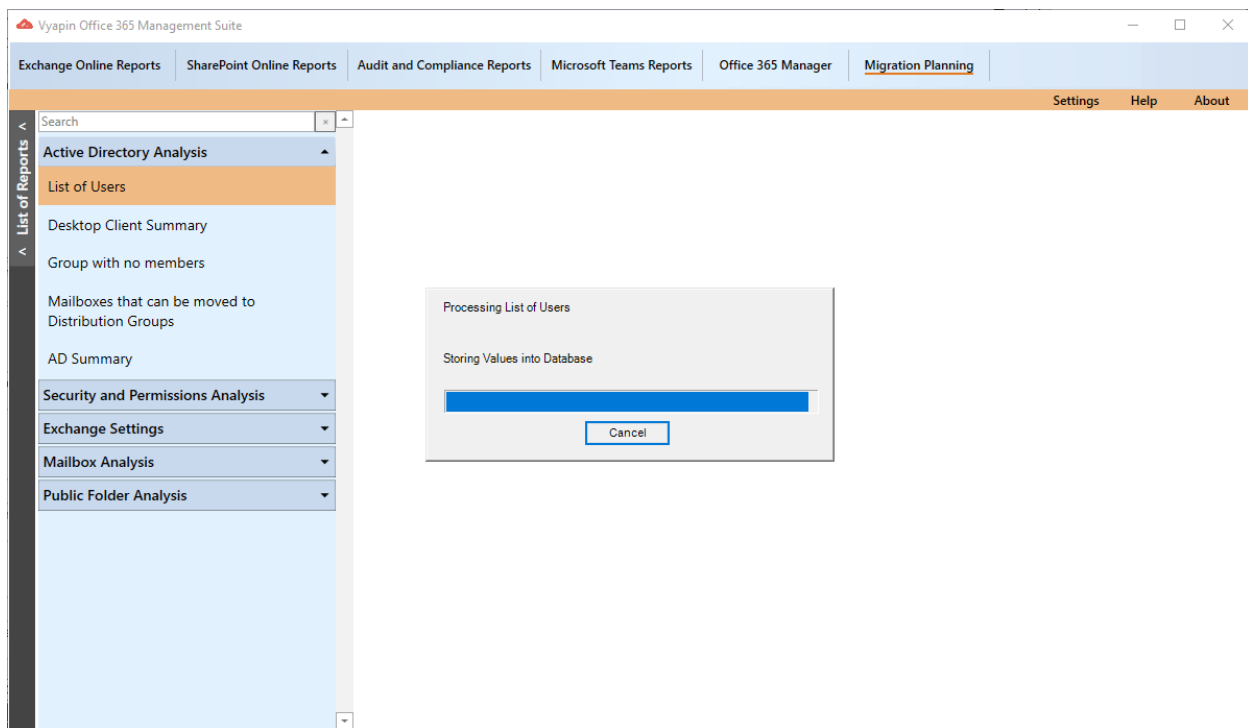 Vyapin Office 365 Management Suite
Exchange Online Reports
SharePoint Online Reports
Audit and Compliance Reports
Microsoft Teams Reports
Office 365 Manager
Migration Planning
Settings
Help
About
< List of Reports <
Search
Active Directory Analysis
List of Users
Desktop Client Summary
Group with no members
Mailboxes that can be moved to
Distribution Groups
AD Summary
Security and Permissions Analysis
Exchange Settings
Mailbox Analysis
Public Folder Analysis
Processing List of Users
Storing Values into Database
Cancel